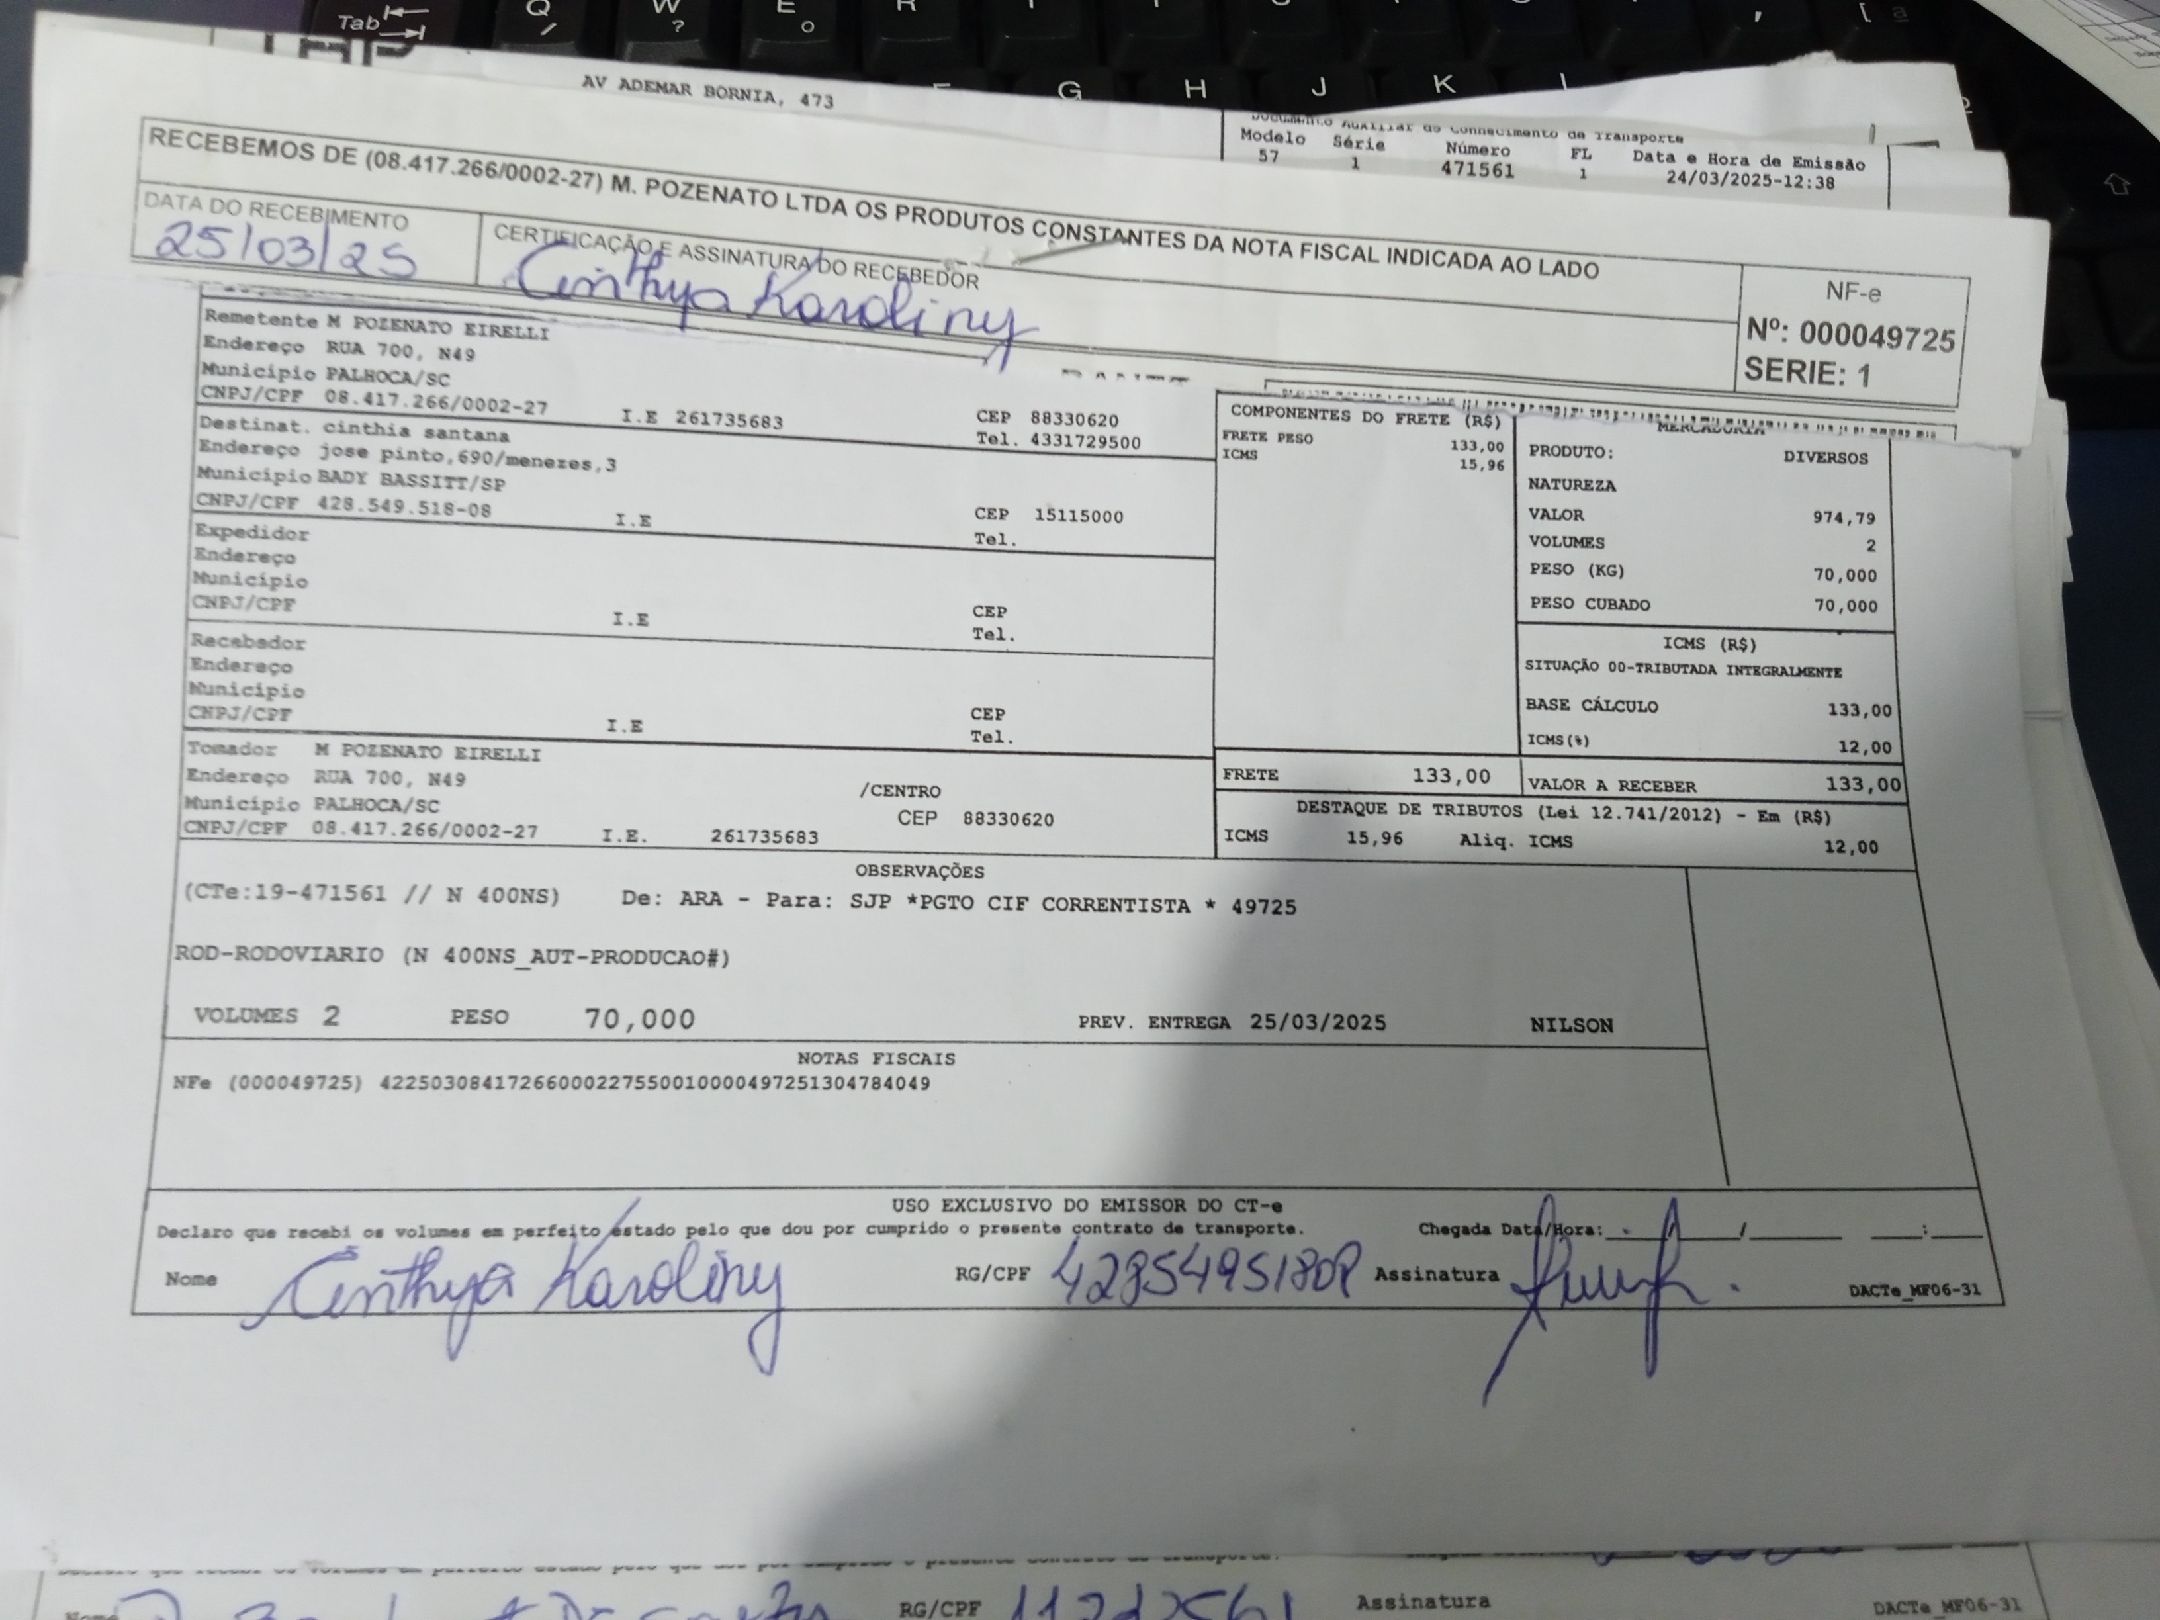 Tab
Q
W
?
E
G
H
J
K
AV ADEMAR BORNIA, 473
Documento Auxiliar do Conhecimento de Transporte
Modelo Série Número FL Data e Hora de Emissão
57 1 471561 1 24/03/2025-12:38
RECEBEMOS DE (08.417.266/0002-27) M. POZENATO LTDA OS PRODUTOS CONSTANTES DA NOTA FISCAL INDICADA AO LADO
DATA DO RECEBIMENTO
25/03/25
CERTIFICAÇÃO E ASSINATURA DO RECEBEDOR
Cinthya Karoliny
NF-e
Nº: 000049725
SERIE: 1
Remetente M POZENATO EIRELLI
Endereço RUA 700, N49
Município PALHOCA/SC
CNPJ/CPF 08.417.266/0002-27 I.E 261735683
CEP 88330620
Tel. 4331729500
Destinat. cinthia santana
Endereço jose pinto,690/menezes,3
Município BADY BASSITT/SP
CNPJ/CPF 428.549.518-08 I.E
CEP 15115000
Tel.
Expedidor
Endereço
Município
CNPJ/CPF I.E
CEP
Tel.
Recebedor
Endereço
Município
CNPJ/CPF I.E
CEP
Tel.
Tomador M POZENATO EIRELLI
Endereço RUA 700, N49 /CENTRO
Município PALHOCA/SC CEP 88330620
CNPJ/CPF 08.417.266/0002-27 I.E. 261735683
COMPONENTES DO FRETE (R$)
FRETE PESO 133,00
ICMS 15,96
MERCADORIA
PRODUTO: DIVERSOS
NATUREZA
VALOR 974,79
VOLUMES 2
PESO (KG) 70,000
PESO CUBADO 70,000
ICMS (R$)
SITUAÇÃO 00-TRIBUTADA INTEGRALMENTE
BASE CÁLCULO 133,00
ICMS(%) 12,00
FRETE 133,00 VALOR A RECEBER 133,00
DESTAQUE DE TRIBUTOS (Lei 12.741/2012) - Em (R$)
ICMS 15,96 Aliq. ICMS 12,00
OBSERVAÇÕES
(CTe:19-471561 // N 400NS) De: ARA - Para: SJP *PGTO CIF CORRENTISTA * 49725
ROD-RODOVIARIO (N 400NS_AUT-PRODUCAO#)
VOLUMES 2 PESO 70,000 PREV. ENTREGA 25/03/2025 NILSON
NOTAS FISCAIS
NFe (000049725) 42250308417266000227550010000497251304784049
USO EXCLUSIVO DO EMISSOR DO CT-e
Declaro que recebi os volumes em perfeito estado pelo que dou por cumprido o presente contrato de transporte. Chegada Data/Hora:___/___/___ ___:___
Nome Cinthya Karoliny RG/CPF 42854951808 Assinatura
DACTe_MF06-31
RG/CPF Assinatura
DACTe_MF06-31